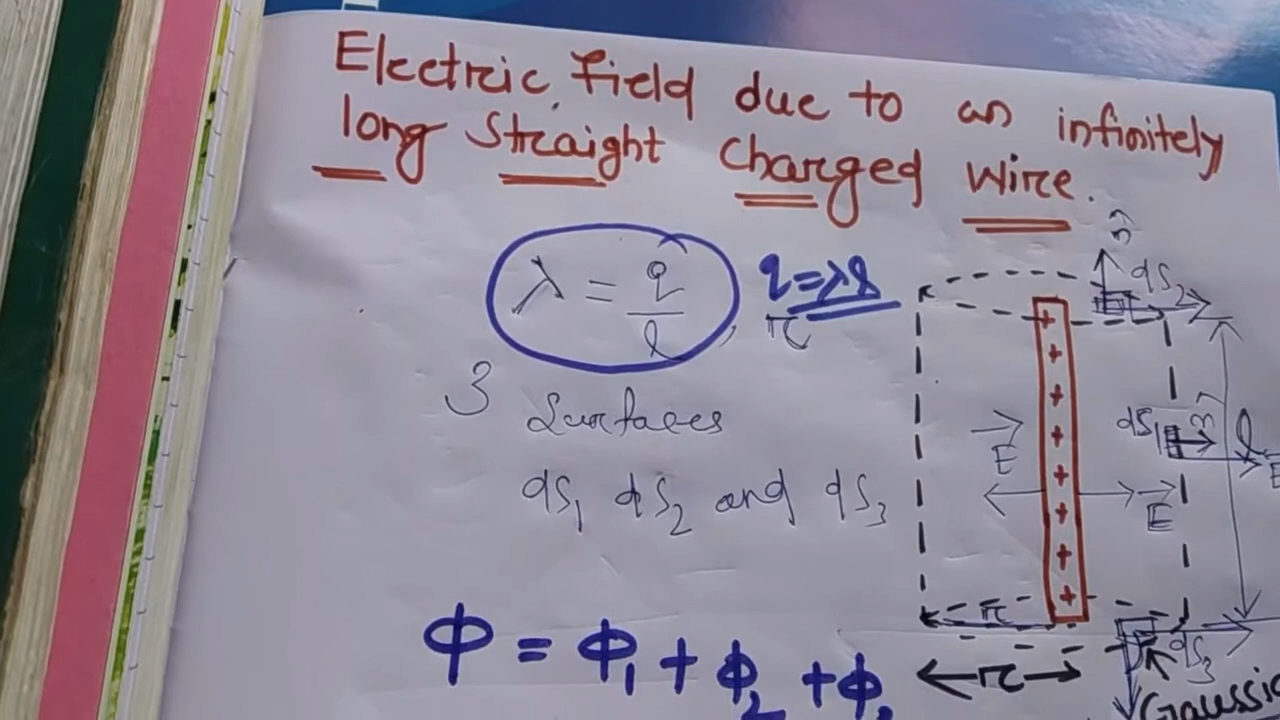 Electric Field due to an infinitely
long straight charged wire.
λ = q/l, q=λl
r
3 Surfaces
dS₁ dS₂ and dS₃
ϕ = ϕ₁ + ϕ₂ + ϕ
n̂
dS₂
+
+
+
+
+
+
+
+
dS₁ n̂
l
E⃗
E⃗
E⃗
r
r
dS₃
Gaussi